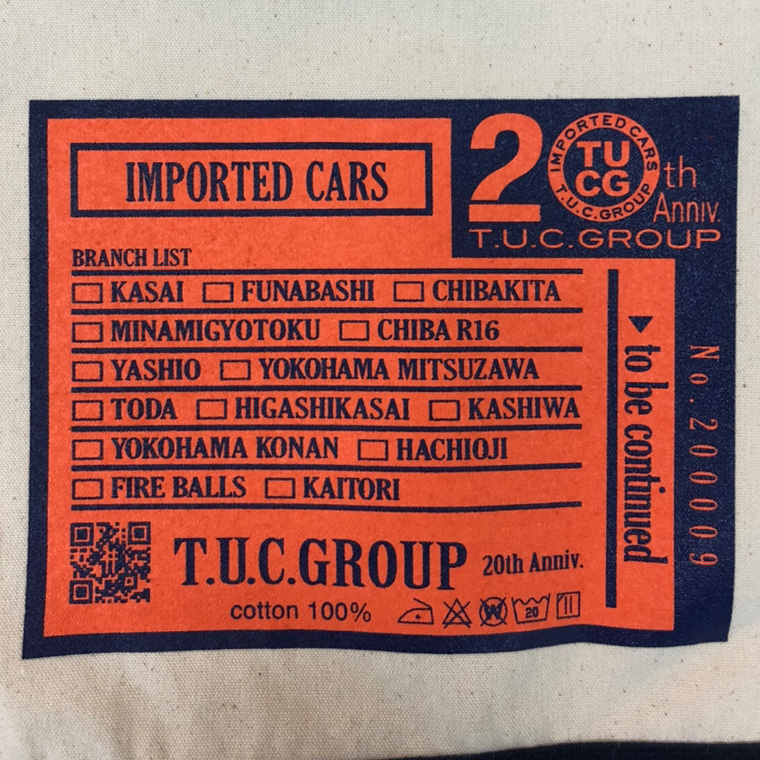 IMPORTED CARS
20th
Anniv.
IMPORTED CARS
TU
CG
T.U.C.GROUP
T.U.C.GROUP
BRANCH LIST
KASAI FUNABASHI CHIBAKITA
MINAMIGYOTOKU CHIBA R16
YASHIO YOKOHAMA MITSUZAWA
TODA HIGASHIKASAI KASHIWA
YOKOHAMA KONAN HACHIOJI
FIRE BALLS KAITORI
▶ to be continued
No. 200009
T.U.C.GROUP 20th Anniv.
cotton 100%
W 20